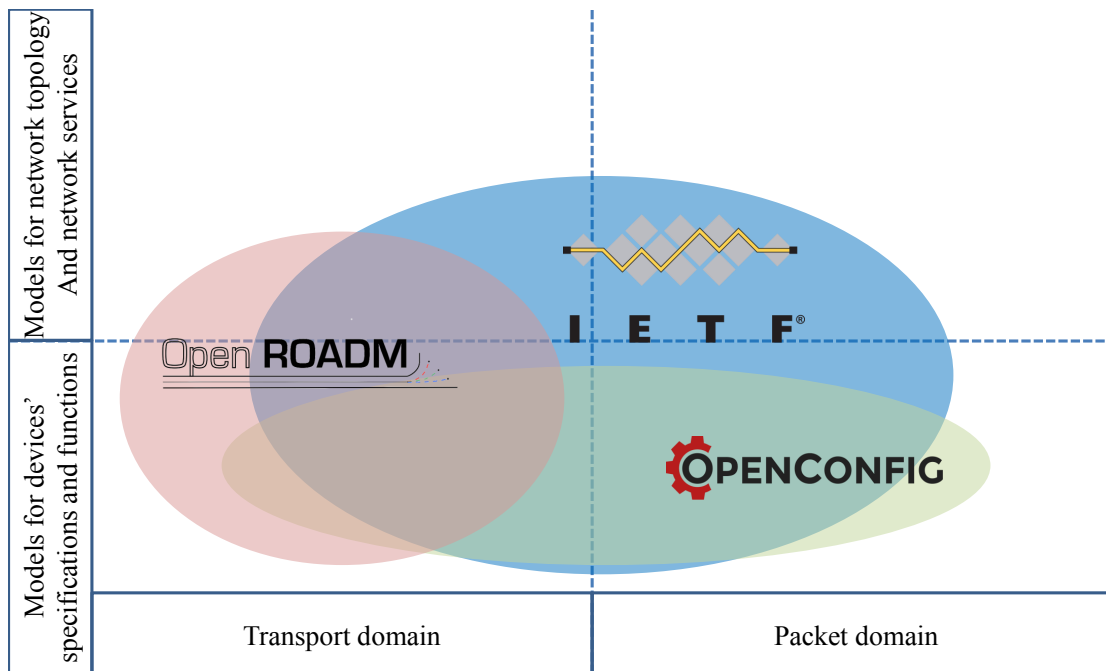 Models for network topology
And network services
I E T F®
Open ROADM
Models for devices'
specifications and functions
OPENCONFIG
Transport domain
Packet domain